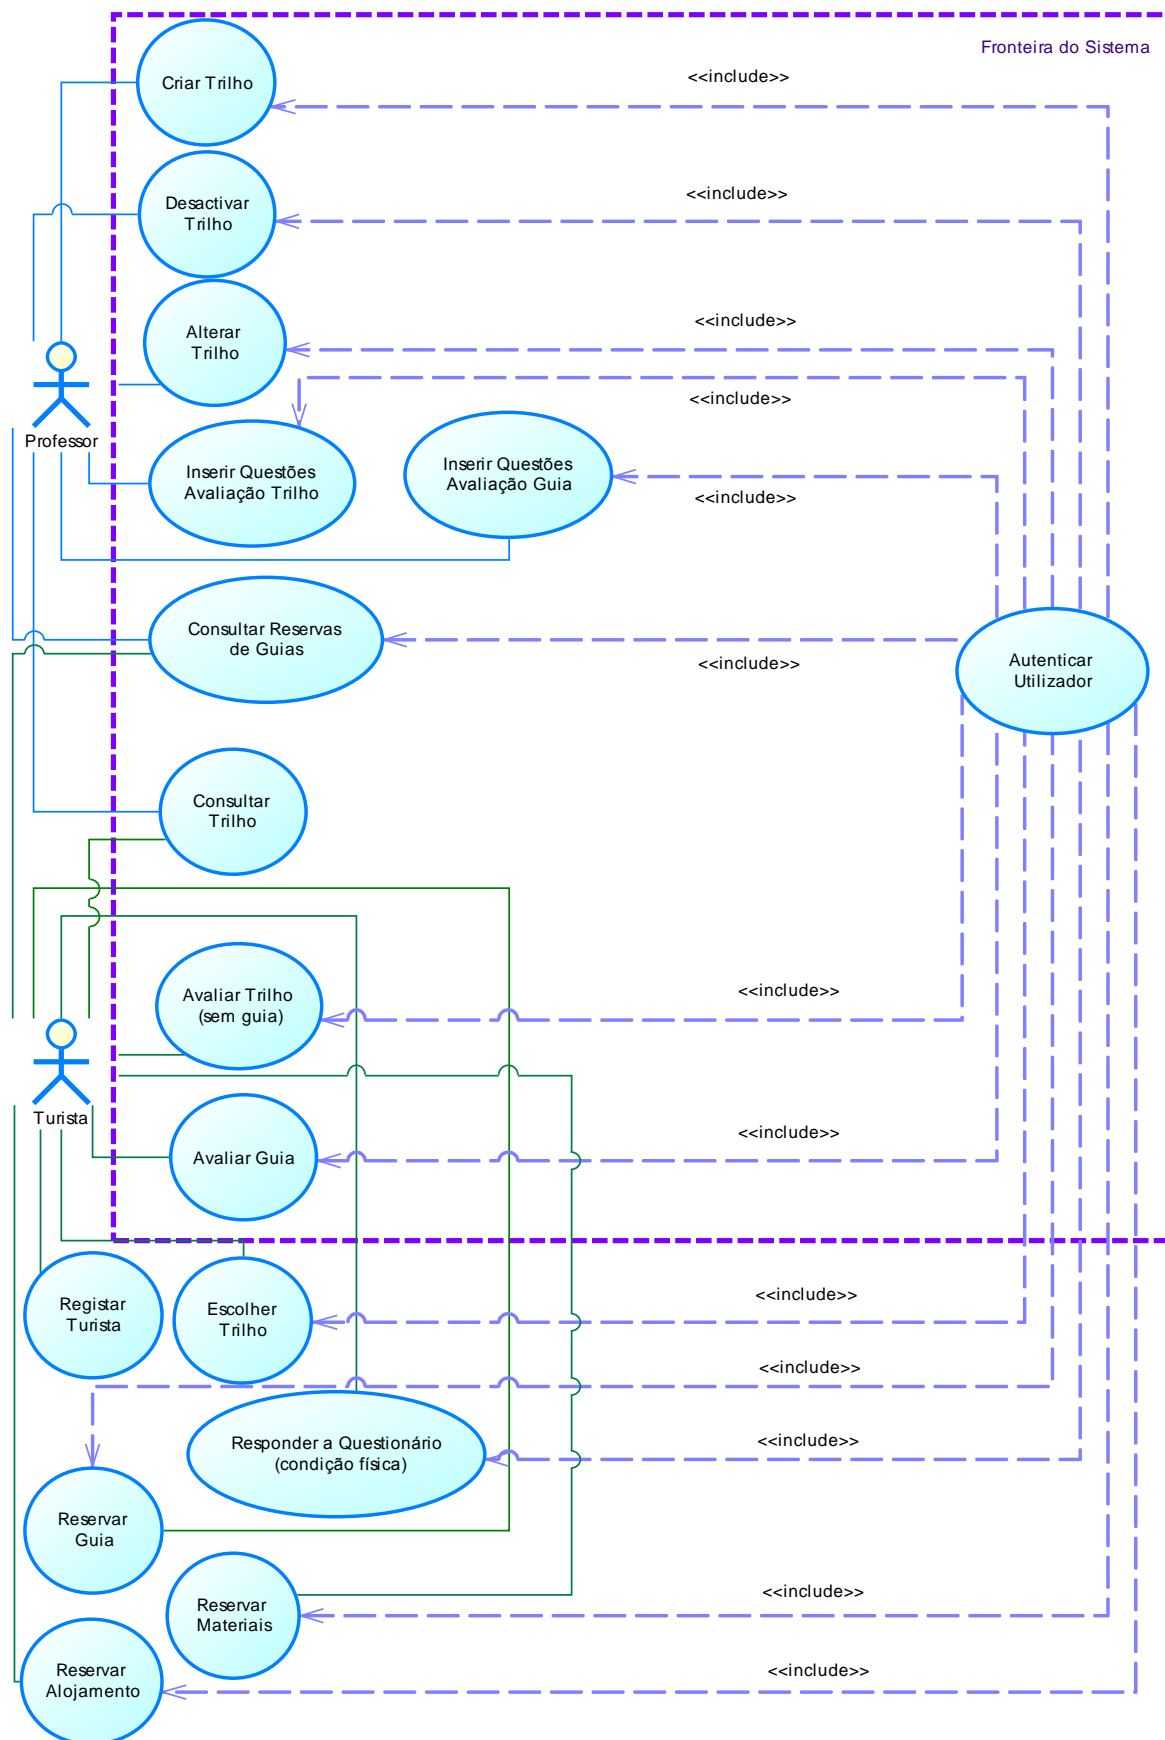 Fronteira do Sistema
Criar Trilho
<<include>>
Desactivar
Trilho
<<include>>
Alterar
Trilho
<<include>>
<<include>>
Professor
Inserir Questões
Avaliação Trilho
Inserir Questões
Avaliação Guia
<<include>>
Consultar Reservas
de Guias
<<include>>
Autenticar
Utilizador
Consultar
Trilho
Avaliar Trilho
(sem guia)
<<include>>
Turista
Avaliar Guia
<<include>>
Registar
Turista
Escolher
Trilho
<<include>>
<<include>>
Responder a Questionário
(condição física)
<<include>>
Reservar
Guia
Reservar
Materiais
<<include>>
Reservar
Alojamento
<<include>>